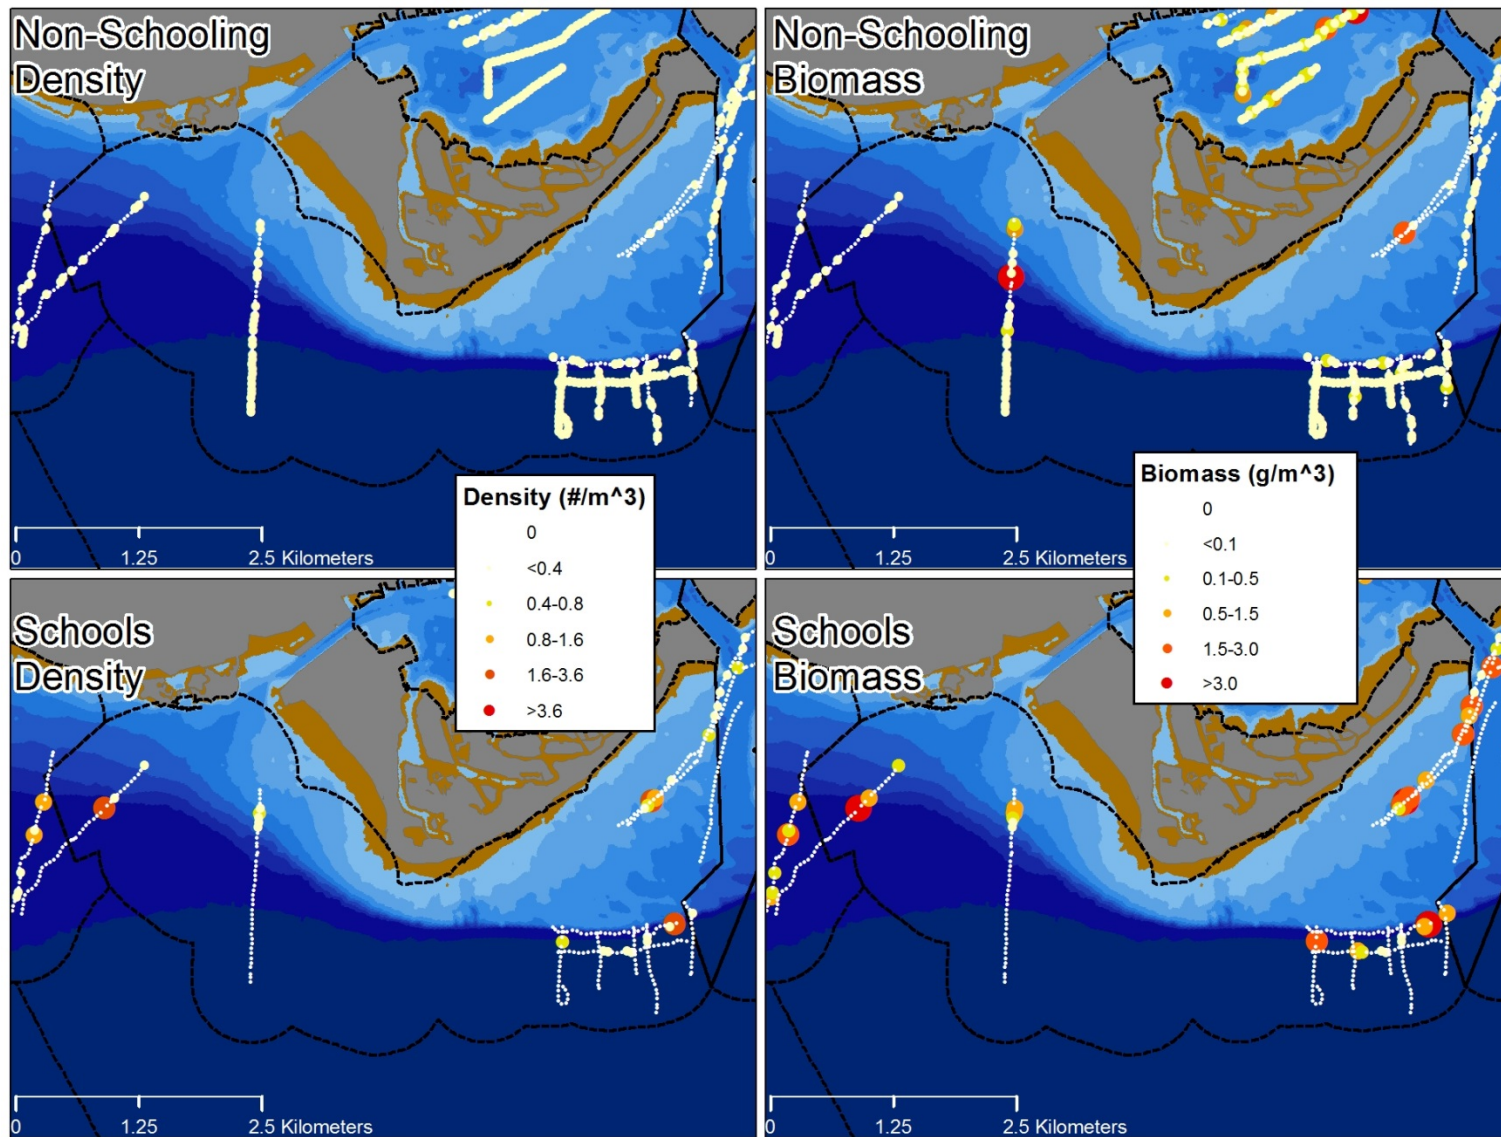 Non-Schooling
Density
Non-Schooling
Biomass
0
1.25
2.5 Kilometers
0
1.25
2.5 Kilometers
Density (#/m^3)
0
<0.4
0.4-0.8
0.8-1.6
1.6-3.6
>3.6
Biomass (g/m^3)
0
<0.1
0.1-0.5
0.5-1.5
1.5-3.0
>3.0
Schools
Density
Schools
Biomass
0
1.25
2.5 Kilometers
0
1.25
2.5 Kilometers